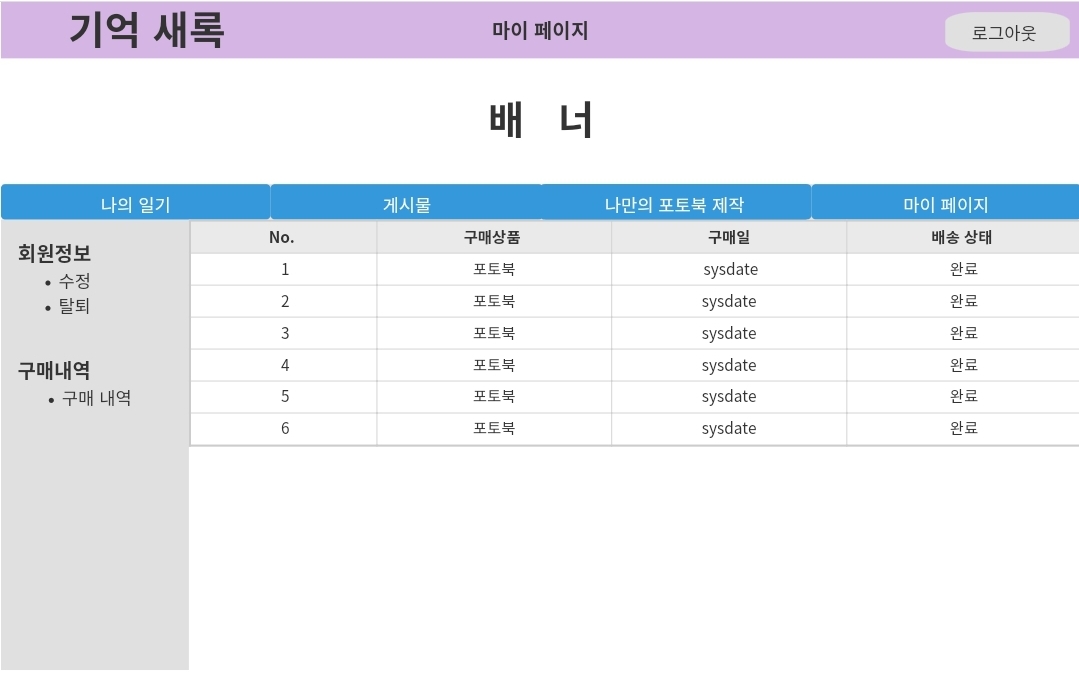 기억 새록 마이 페이지 로그아웃
배 너
나의 일기 게시물 나만의 포토북 제작 마이 페이지
회원정보
• 수정
• 탈퇴
구매내역
• 구매 내역
No. 구매상품 구매일 배송 상태
1 포토북 sysdate 완료
2 포토북 sysdate 완료
3 포토북 sysdate 완료
4 포토북 sysdate 완료
5 포토북 sysdate 완료
6 포토북 sysdate 완료